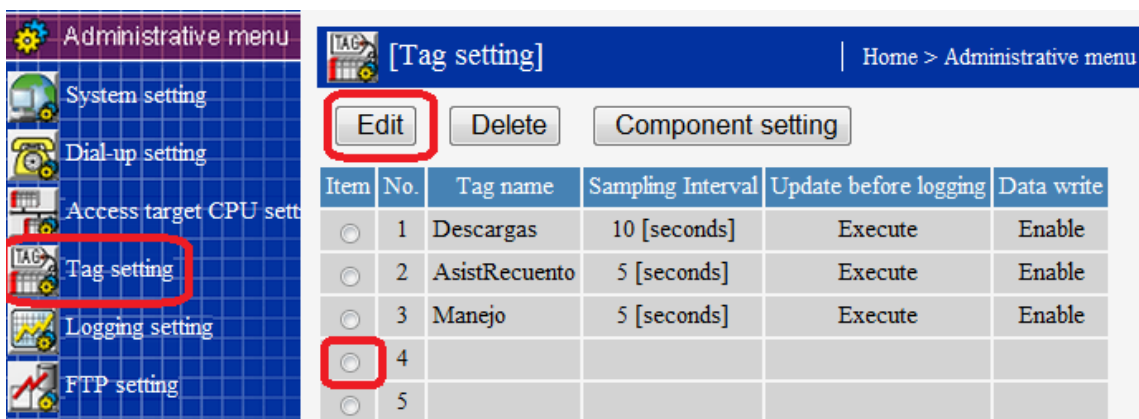 Administrative menu
System setting
Dial-up setting
Access target CPU sett
TAG Tag setting
Logging setting
FTP setting
TAG [Tag setting] Home > Administrative menu
Edit Delete Component setting
Item No. Tag name Sampling Interval Update before logging Data write
1 Descargas 10 [seconds] Execute Enable
2 AsistRecuento 5 [seconds] Execute Enable
3 Manejo 5 [seconds] Execute Enable
4
5